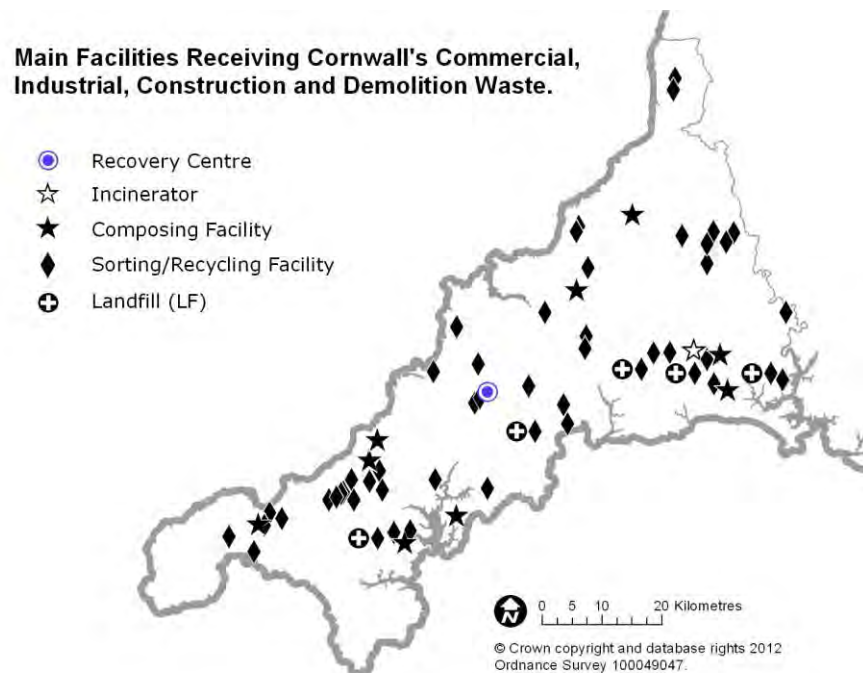 Main Facilities Receiving Cornwall's Commercial,
Industrial, Construction and Demolition Waste.
Recovery Centre
Incinerator
Composing Facility
Sorting/Recycling Facility
Landfill (LF)
N
0 5 10 20 Kilometres
© Crown copyright and database rights 2012
Ordnance Survey 100049047.